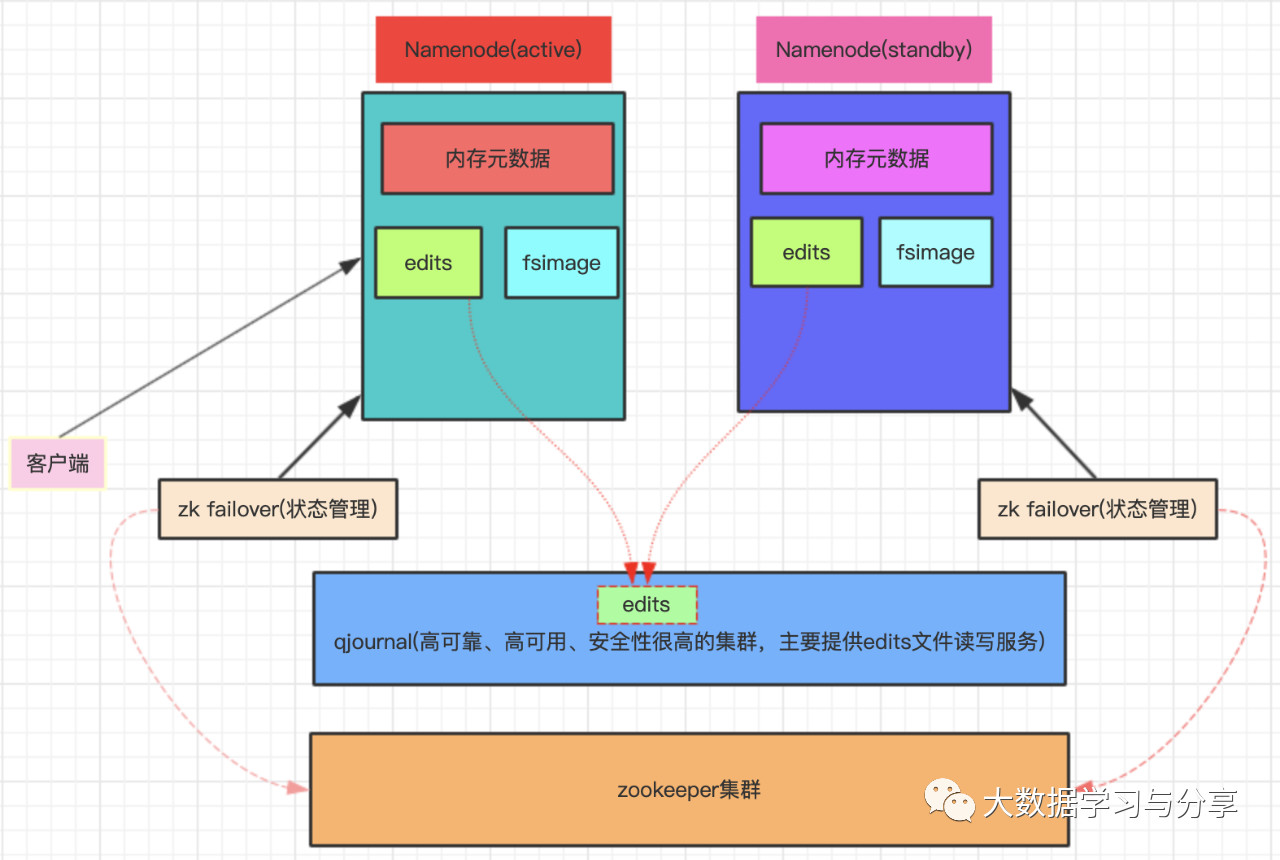 Namenode(active)
Namenode(standby)
内存元数据
内存元数据
edits
fsimage
edits
fsimage
客户端
zk failover(状态管理)
zk failover(状态管理)
edits
qjournal(高可靠、高可用、安全性很高的集群，主要提供edits文件读写服务)
zookeeper集群
大数据学习与分享